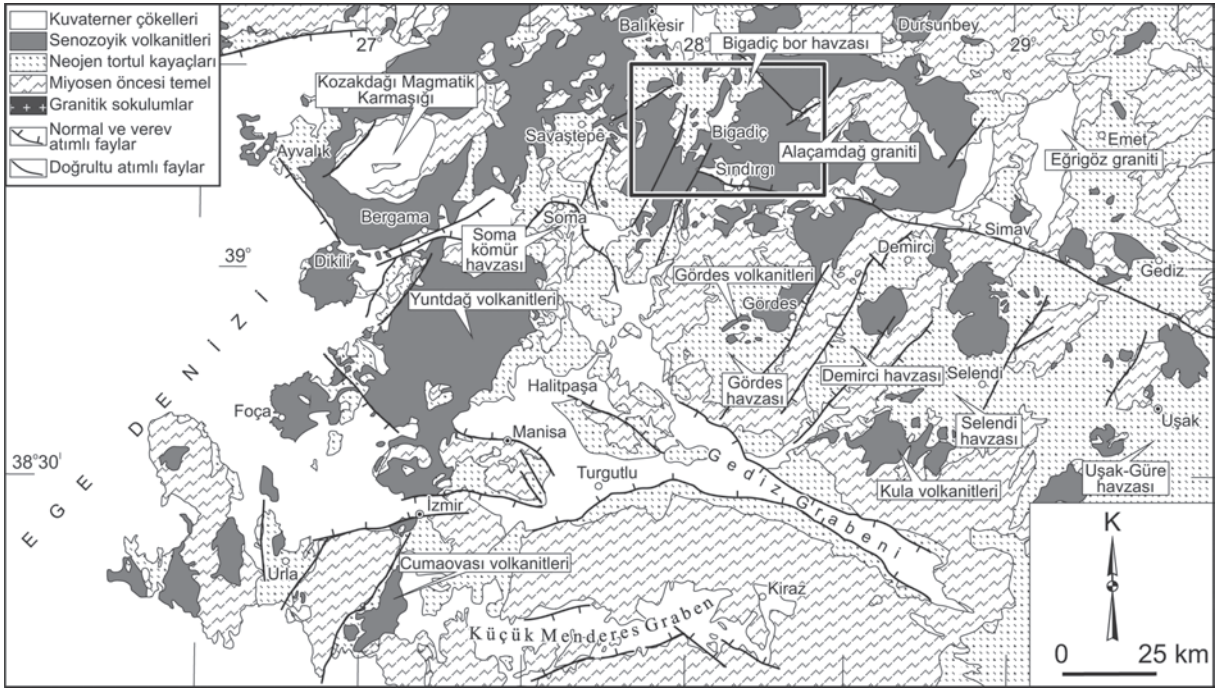 Kuvaterner çökelleri
Senozoyik volkanitleri
Neojen tortul kayaçları
Miyosen öncesi temel
Granitik sokulumlar
Normal ve verev
atımlı faylar
Doğrultu atımlı faylar
27
Balıkesir
28°
Bigadiç bor havzası
Dursunbey
29
Kozakdağı Magmatik
Karmaşığı
Savaştepe
Bigadiç
Sındırgı
Alaçamdağ graniti
Emet
Eğrigöz graniti
Ayvalık
Bergama
Soma
Soma
kömür
havzası
Demirci
Simav
Gediz
39°
Dikili
Yuntdağ volkanitleri
Gördes volkanitleri
Gördes
Gördes
havzası
Demirci havzası
Selendi
Selendi
havzası
Uşak
Uşak-Güre
havzası
Kula volkanitleri
Halitpaşa
Foça
Manisa
Turgutlu
Gediz Grabeni
38°30'
İzmir
Urla
Cumaovası volkanitleri
Kiraz
Küçük Menderes Graben
EGE DENİZİ
K
0 25 km